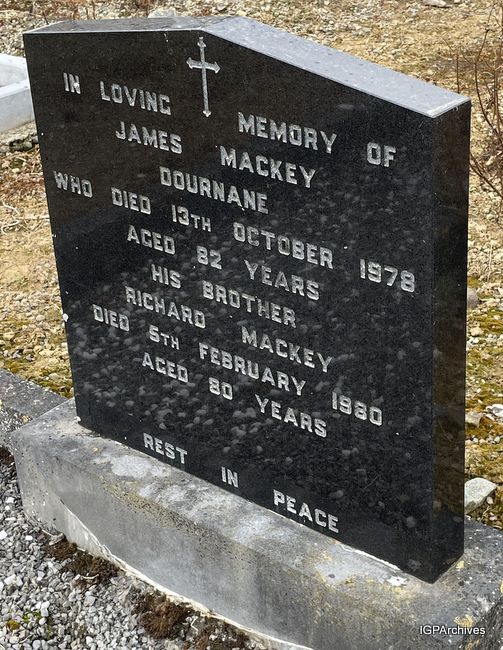 IN LOVING MEMORY OF
JAMES MACKEY
DOURNANE
WHO DIED 13TH OCTOBER 1978
AGED 82 YEARS
HIS BROTHER
RICHARD MACKEY
DIED 5TH FEBRUARY 1980
AGED 80 YEARS
REST IN PEACE
IGPArchives